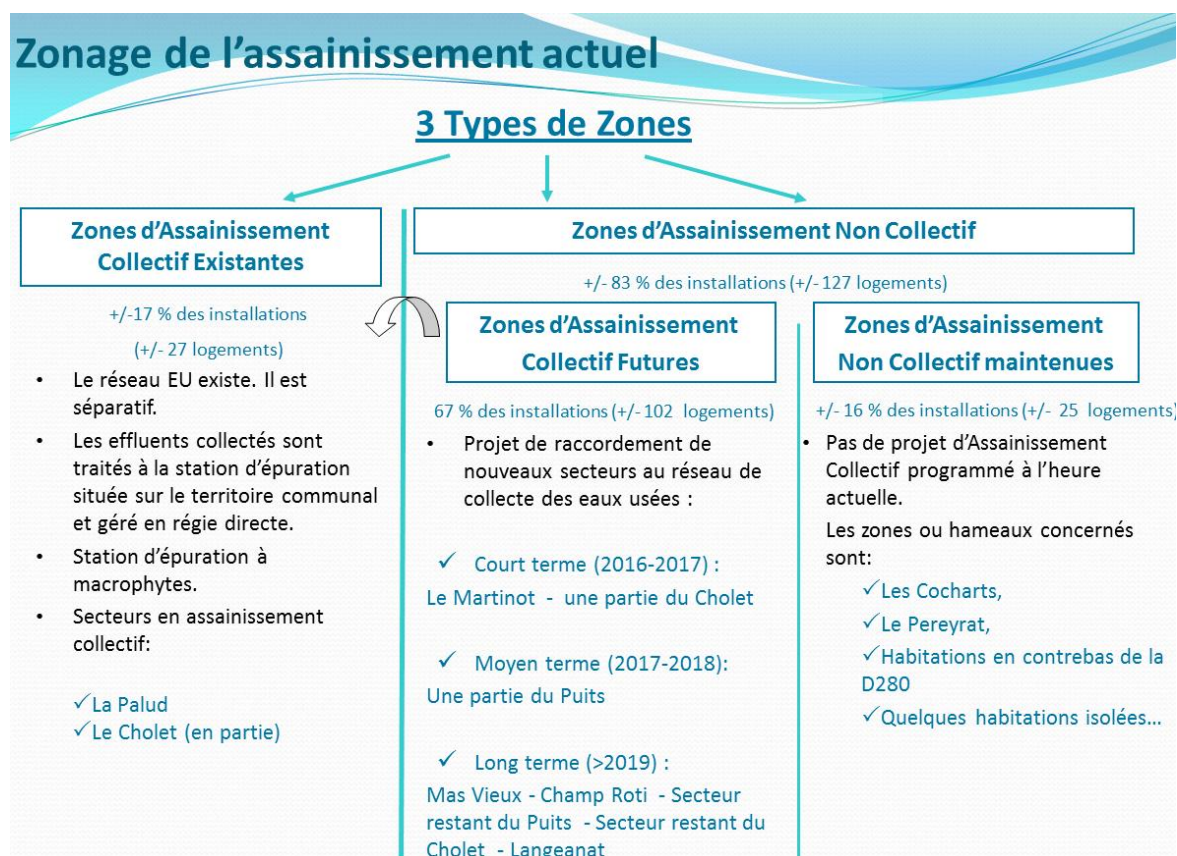 Zonage de l'assainissement actuel
3 Types de Zones
Zones d'Assainissement
Collectif Existantes
+/-17 % des installations
(+/- 27 logements)
• Le réseau EU existe. Il est
séparatif.
• Les effluents collectés sont
traités à la station d'épuration
située sur le territoire communal
et géré en régie directe.
• Station d'épuration à
macrophytes.
• Secteurs en assainissement
collectif:
✓La Palud
✓Le Cholet (en partie)
Zones d'Assainissement Non Collectif
+/- 83 % des installations (+/- 127 logements)
Zones d'Assainissement
Collectif Futures
67 % des installations (+/- 102 logements)
• Projet de raccordement de
nouveaux secteurs au réseau de
collecte des eaux usées :
✓ Court terme (2016-2017) :
Le Martinot - une partie du Cholet
✓ Moyen terme (2017-2018):
Une partie du Puits
✓ Long terme (>2019) :
Mas Vieux - Champ Roti - Secteur
restant du Puits - Secteur restant du
Cholet - Langeanat
Zones d'Assainissement
Non Collectif maintenues
+/- 16 % des installations (+/- 25 logements)
• Pas de projet d'Assainissement
Collectif programmé à l'heure
actuelle.
Les zones ou hameaux concernés
sont:
✓Les Cocharts,
✓Le Pereyrat,
✓Habitations en contrebas de la
D280
✓Quelques habitations isolées...